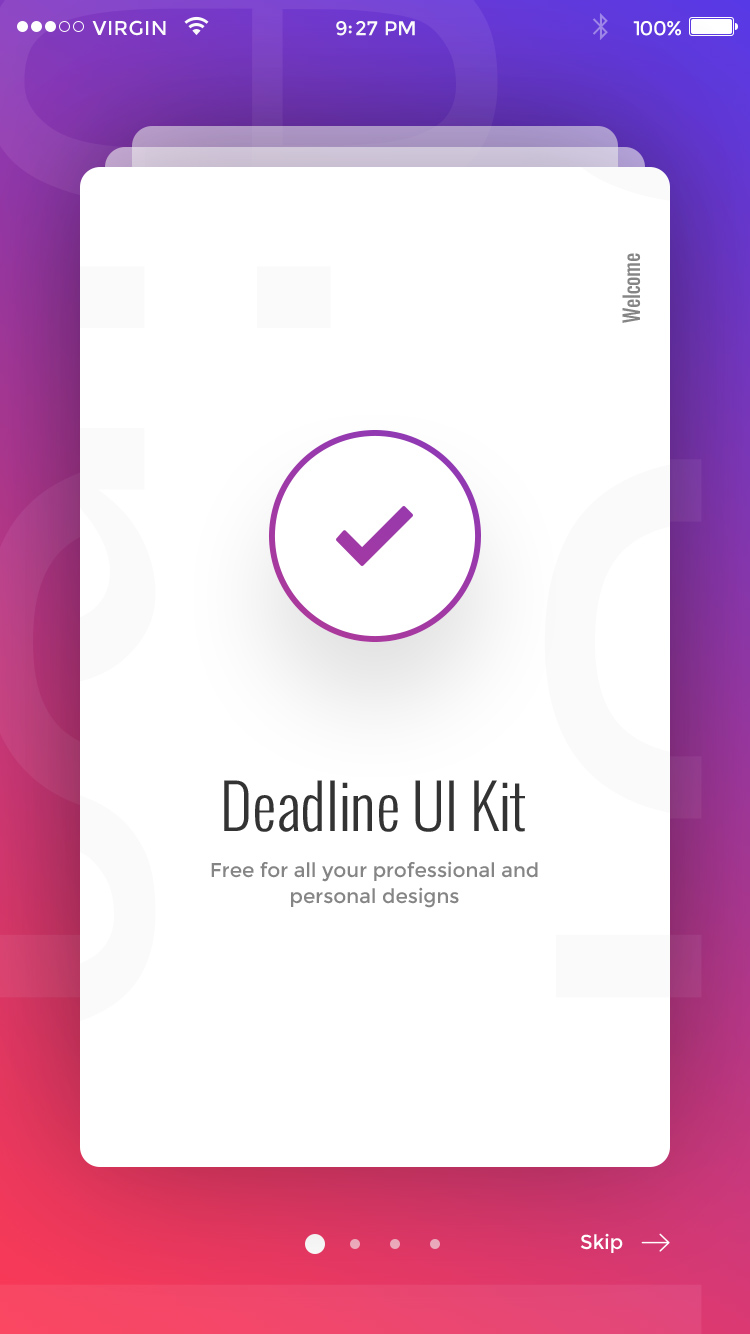 VIRGIN
9:27 PM
100%
Welcome
Deadline UI Kit
Free for all your professional and
personal designs
Skip